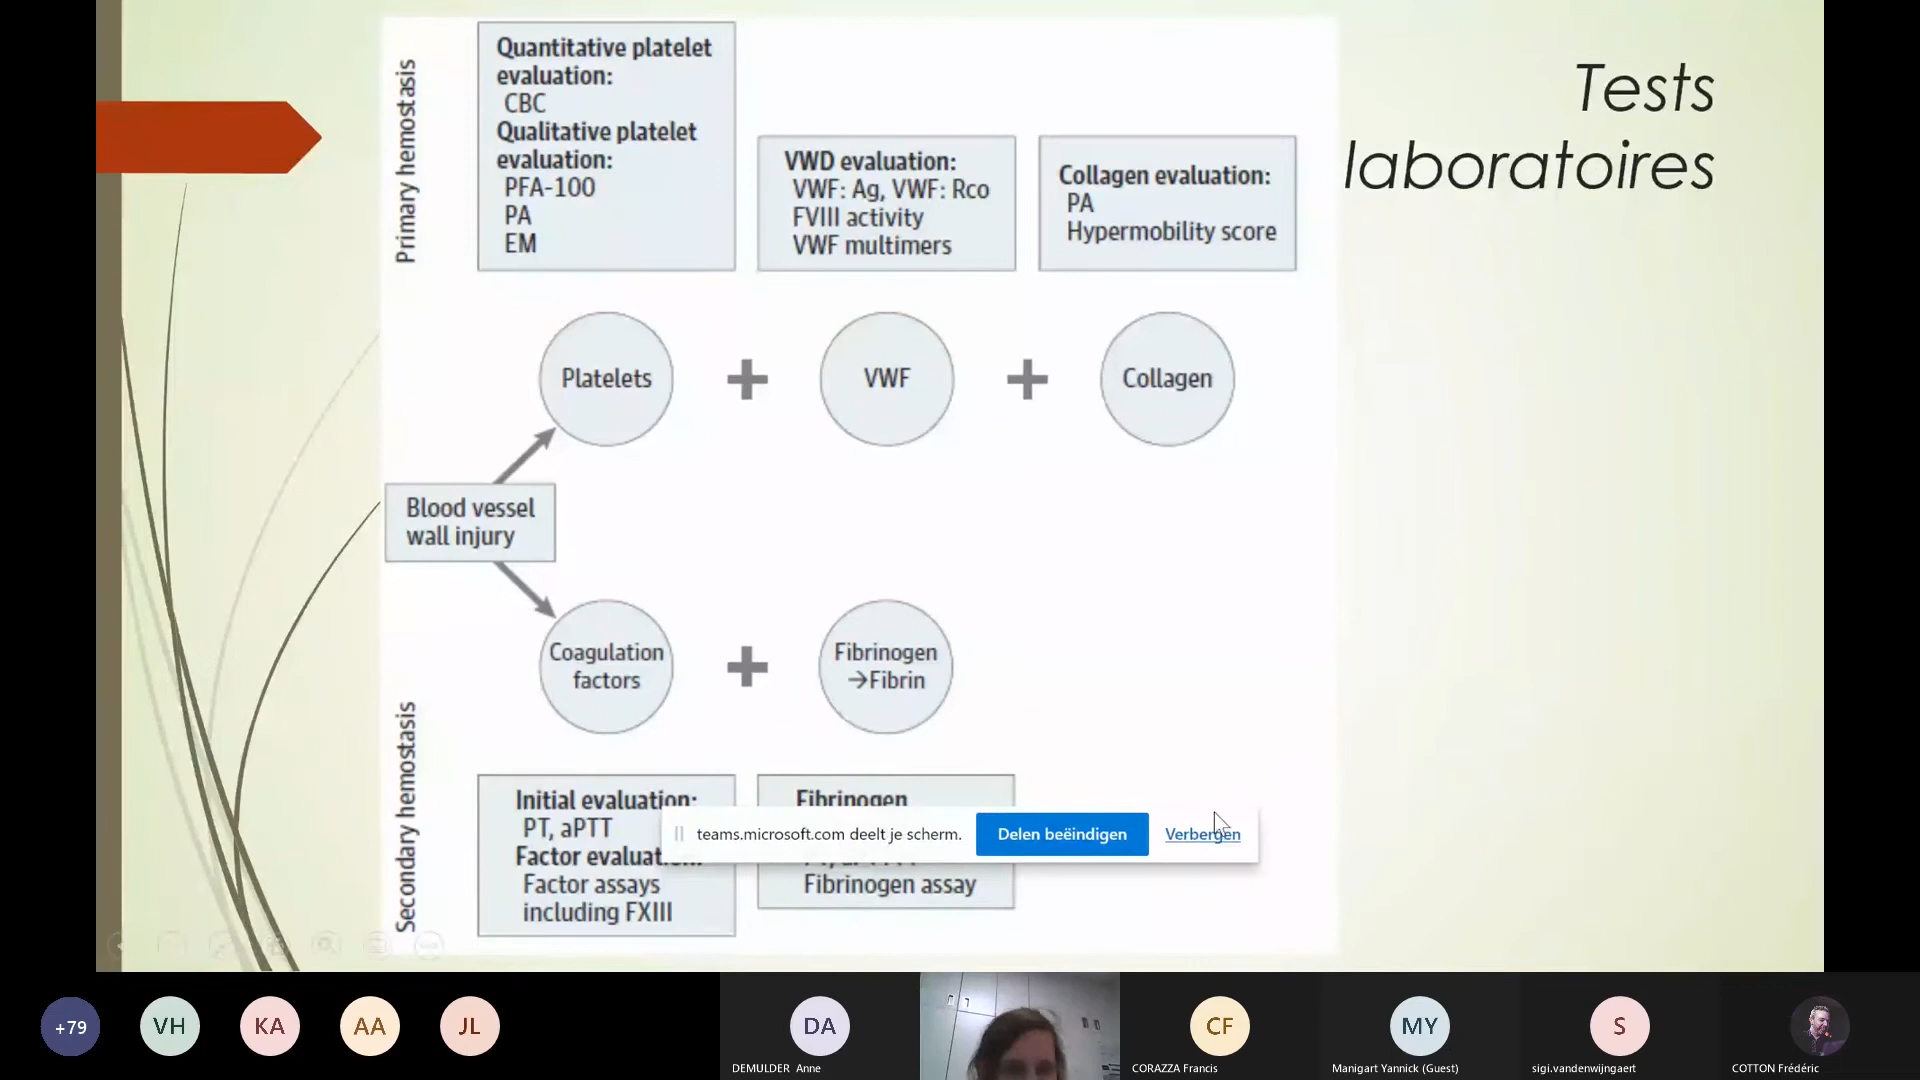 Tests
laboratoires
Primary hemostasis
Quantitative platelet
evaluation:
CBC
Qualitative platelet
evaluation:
PFA-100
PA
EM
VWD evaluation:
VWF: Ag, VWF: Rco
FVIII activity
VWF multimers
Collagen evaluation:
PA
Hypermobility score
Platelets
+
VWF
+
Collagen
Blood vessel
wall injury
Coagulation
factors
+
Fibrinogen
→Fibrin
Secondary hemostasis
Initial evaluation:
PT, aPTT
Factor evaluat
Factor assays
including FXIII
Fibrinogen
Fibrinogen assay
teams.microsoft.com deelt je scherm.
Delen beëindigen
Verbergen
+79
VH
KA
AA
JL
DA
DEMULDER Anne
CF
CORAZZA Francis
MY
Manigart Yannick (Guest)
S
sigi.vandenwijngaert
COTTON Frédéric